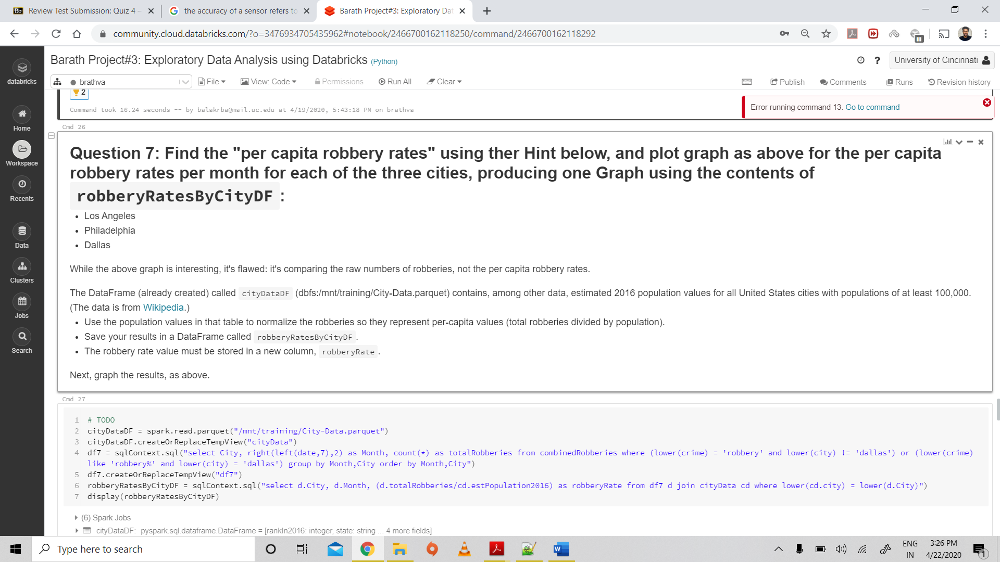 Review Test Submission: Quiz 4 –
the accuracy of a sensor refers to
Barath Project#3: Exploratory Dat
community.cloud.databricks.com/?o=3476934705435962#notebook/2466700162118250/command/2466700162118292
Barath Project#3: Exploratory Data Analysis using Databricks (Python)
University of Cincinnati
brathva
File
View: Code
Permissions
Run All
Clear
Publish
Comments
Runs
Revision history
databricks
Home
Workspace
Recents
Data
Clusters
Jobs
Search
2
Command took 16.24 seconds -- by balakrba@mail.uc.edu at 4/19/2020, 5:43:18 PM on brathva
Error running command 13. Go to command
Cmd 26
Question 7: Find the "per capita robbery rates" using ther Hint below, and plot graph as above for the per capita
robbery rates per month for each of the three cities, producing one Graph using the contents of
robberyRatesByCityDF :
• Los Angeles
• Philadelphia
• Dallas
While the above graph is interesting, it's flawed: it's comparing the raw numbers of robberies, not the per capita robbery rates.
The DataFrame (already created) called cityDataDF (dbfs:/mnt/training/City-Data.parquet) contains, among other data, estimated 2016 population values for all United States cities with populations of at least 100,000.
(The data is from Wikipedia.)
• Use the population values in that table to normalize the robberies so they represent per-capita values (total robberies divided by population).
• Save your results in a DataFrame called robberyRatesByCityDF .
• The robbery rate value must be stored in a new column, robberyRate .
Next, graph the results, as above.
Cmd 27
1 # TODO
2 cityDataDF = spark.read.parquet("/mnt/training/City-Data.parquet")
3 cityDataDF.createOrReplaceTempView("cityData")
4 df7 = sqlContext.sql("select City, right(left(date,7),2) as Month, count(*) as totalRobberies from combinedRobberies where (lower(crime) = 'robbery' and lower(city) != 'dallas') or (lower(crime)
like 'robbery%' and lower(city) = 'dallas') group by Month,City order by Month,City")
5 df7.createOrReplaceTempView("df7")
6 robberyRatesByCityDF = sqlContext.sql("select d.City, d.Month, (d.totalRobberies/cd.estPopulation2016) as robberyRate from df7 d join cityData cd where lower(cd.city) = lower(d.City)")
7 display(robberyRatesByCityDF)
(6) Spark Jobs
cityDataDF: pyspark.sql.dataframe.DataFrame = [rankIn2016: integer, state: string ... 4 more fields]
Type here to search
ENG
IN
3:26 PM
4/22/2020
1